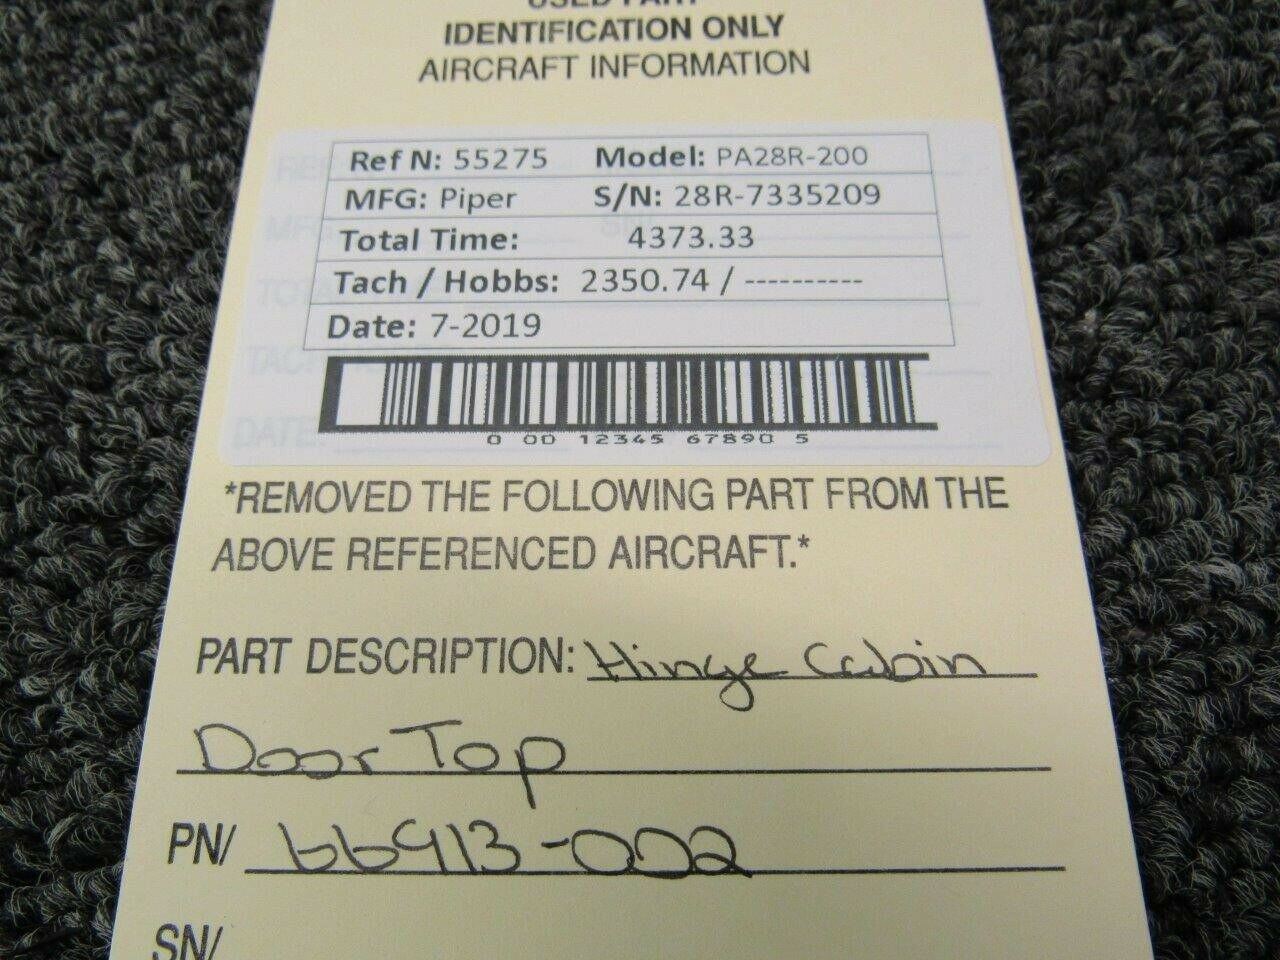 USED PART
IDENTIFICATION ONLY
AIRCRAFT INFORMATION
Ref N: 55275 Model: PA28R-200
MFG: Piper S/N: 28R-7335209
Total Time: 4373.33
Tach / Hobbs: 2350.74 / ----------
Date: 7-2019
0 00 12345 67890 5
*REMOVED THE FOLLOWING PART FROM THE
ABOVE REFERENCED AIRCRAFT.*
PART DESCRIPTION: Hinge Cabin
Door Top
PN/ 66913-002
SN/